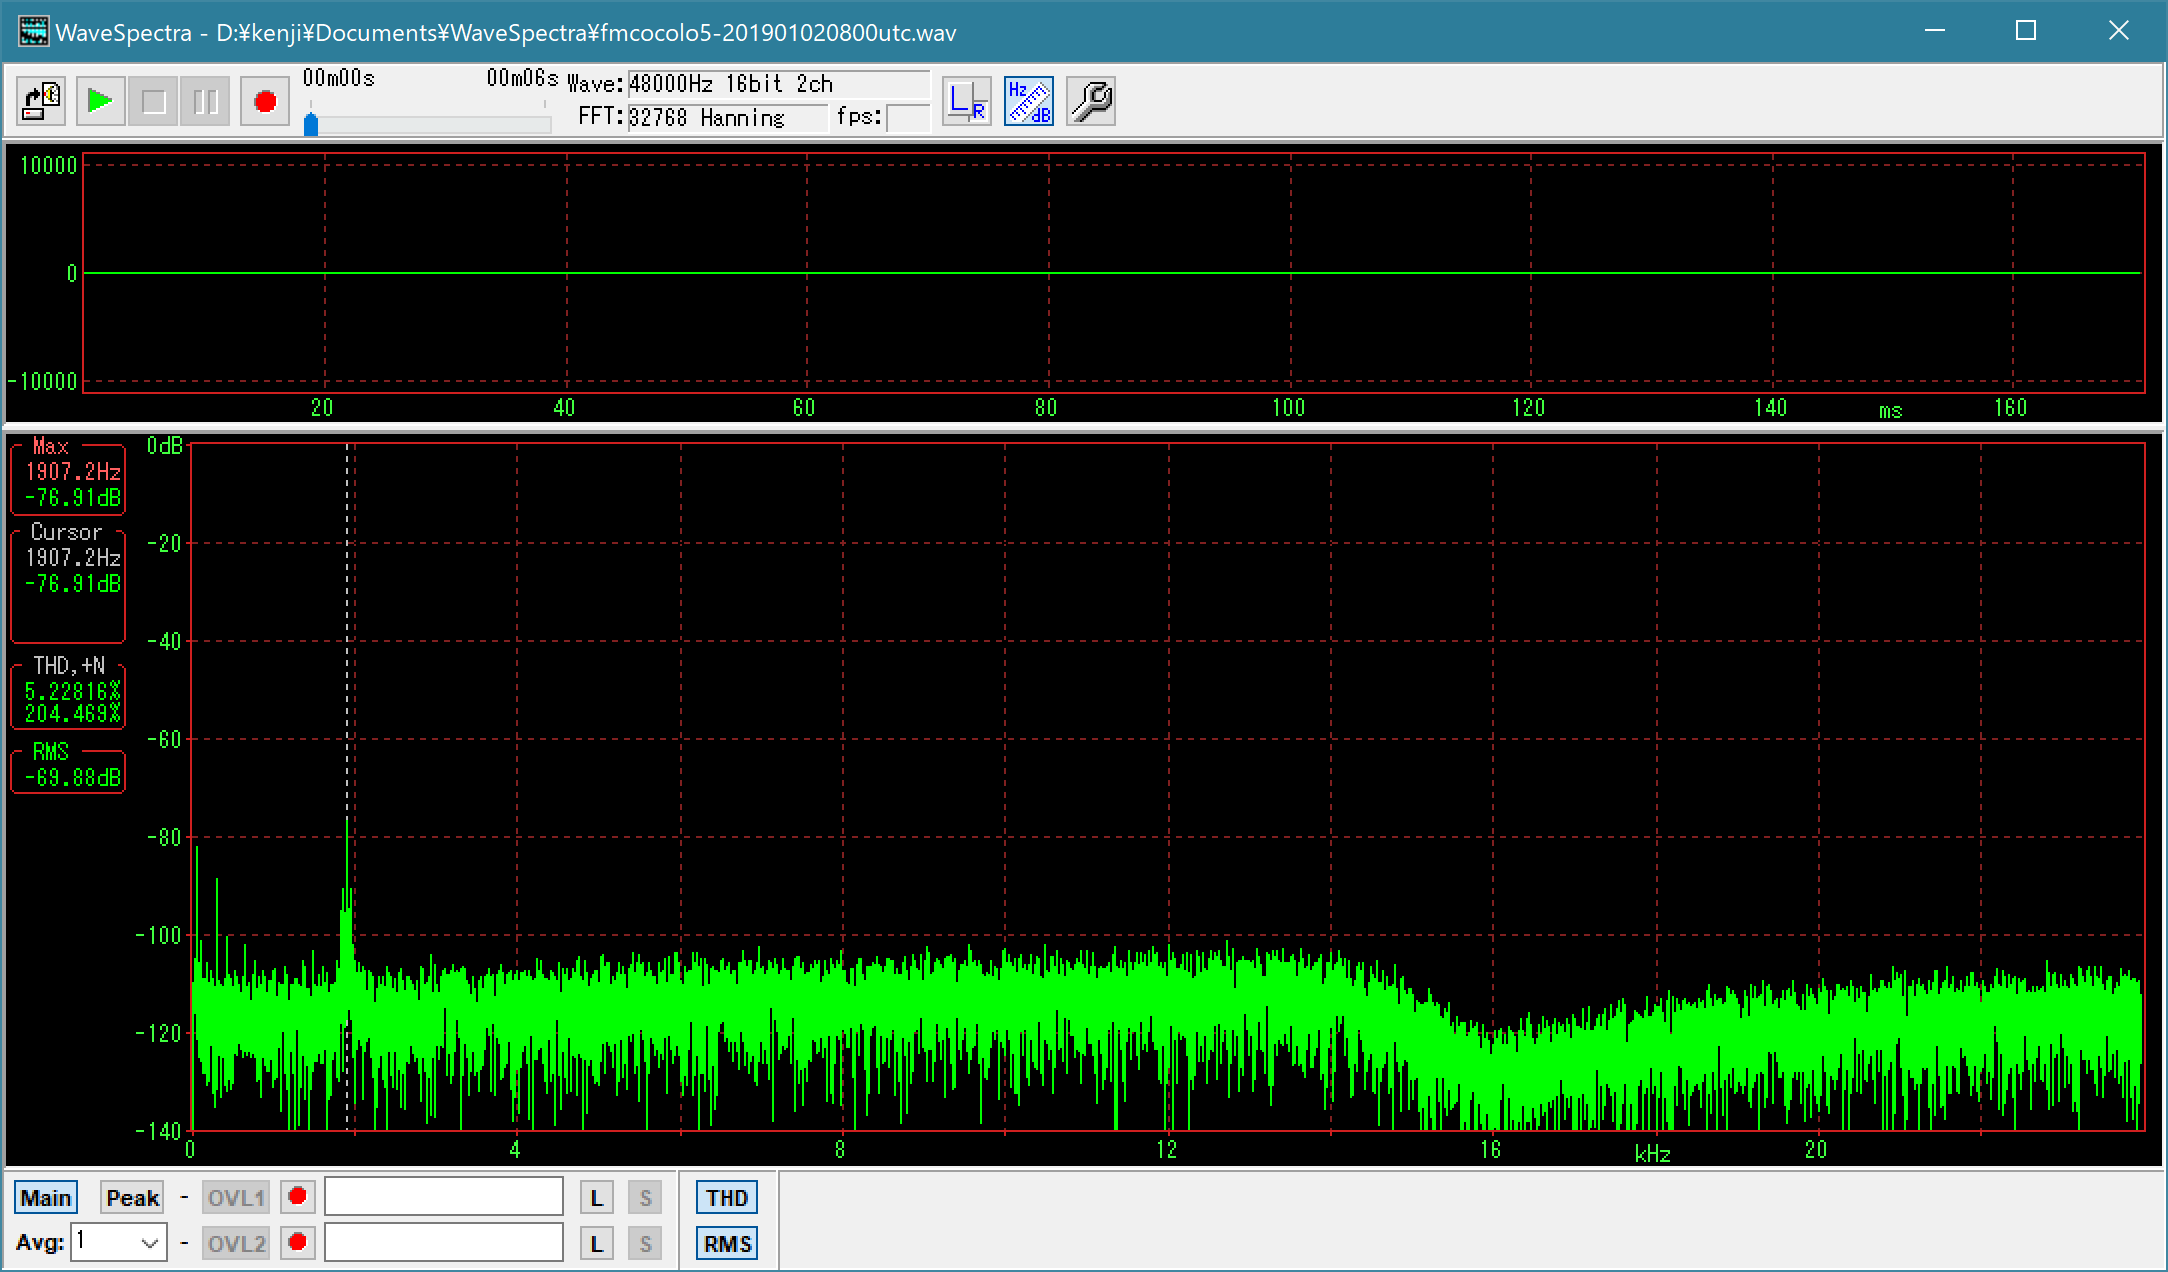 WaveSpectra - D:¥kenji¥Documents¥WaveSpectra¥fmcocolo5-201901020800utc.wav
00m00s 00m06s Wave: 48000Hz 16bit 2ch
FFT: 32768 Hanning fps:
L R
Hz dB
10000
0
-10000
20 40 60 80 100 120 140 ms 160
Max
1907.2Hz
-76.91dB
Cursor
1907.2Hz
-76.91dB
THD,+N
5.22816%
204.469%
RMS
-69.88dB
0dB
-20
-40
-60
-80
-100
-120
-140
0 4 8 12 16 kHz 20
Main Peak - OVL1 L S THD
Avg: 1 - OVL2 L S RMS